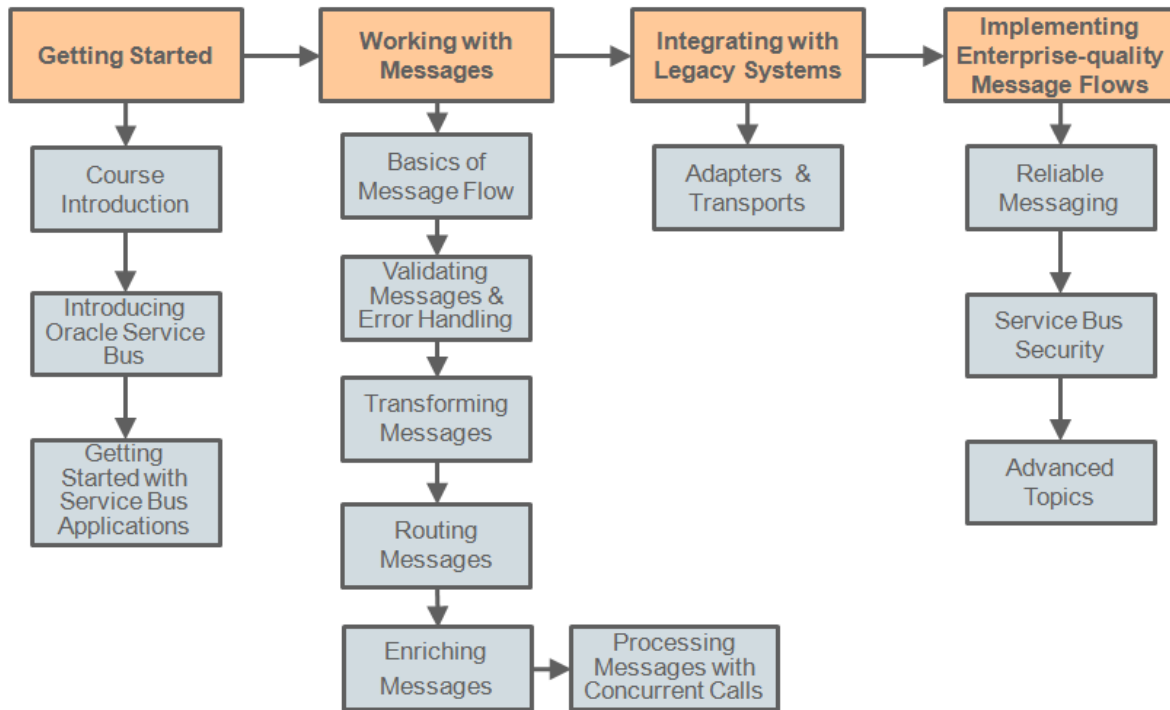 Getting Started
Working with
Messages
Integrating with
Legacy Systems
Implementing
Enterprise-quality
Message Flows
Course
Introduction
Introducing
Oracle Service
Bus
Getting
Started with
Service Bus
Applications
Basics of
Message Flow
Validating
Messages &
Error Handling
Transforming
Messages
Routing
Messages
Enriching
Messages
Processing
Messages with
Concurrent Calls
Adapters &
Transports
Reliable
Messaging
Service Bus
Security
Advanced
Topics